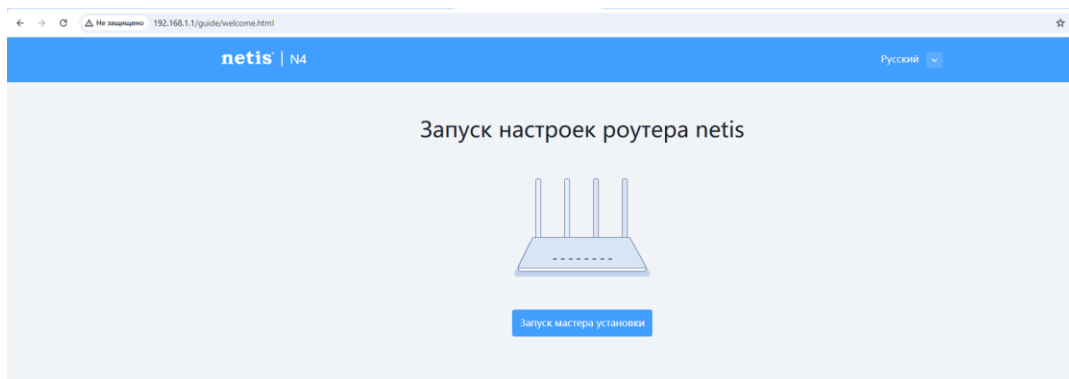 Не защищено 192.168.1.1/guide/welcome.html
netis | N4 Русский
Запуск настроек роутера netis
Запуск мастера установки